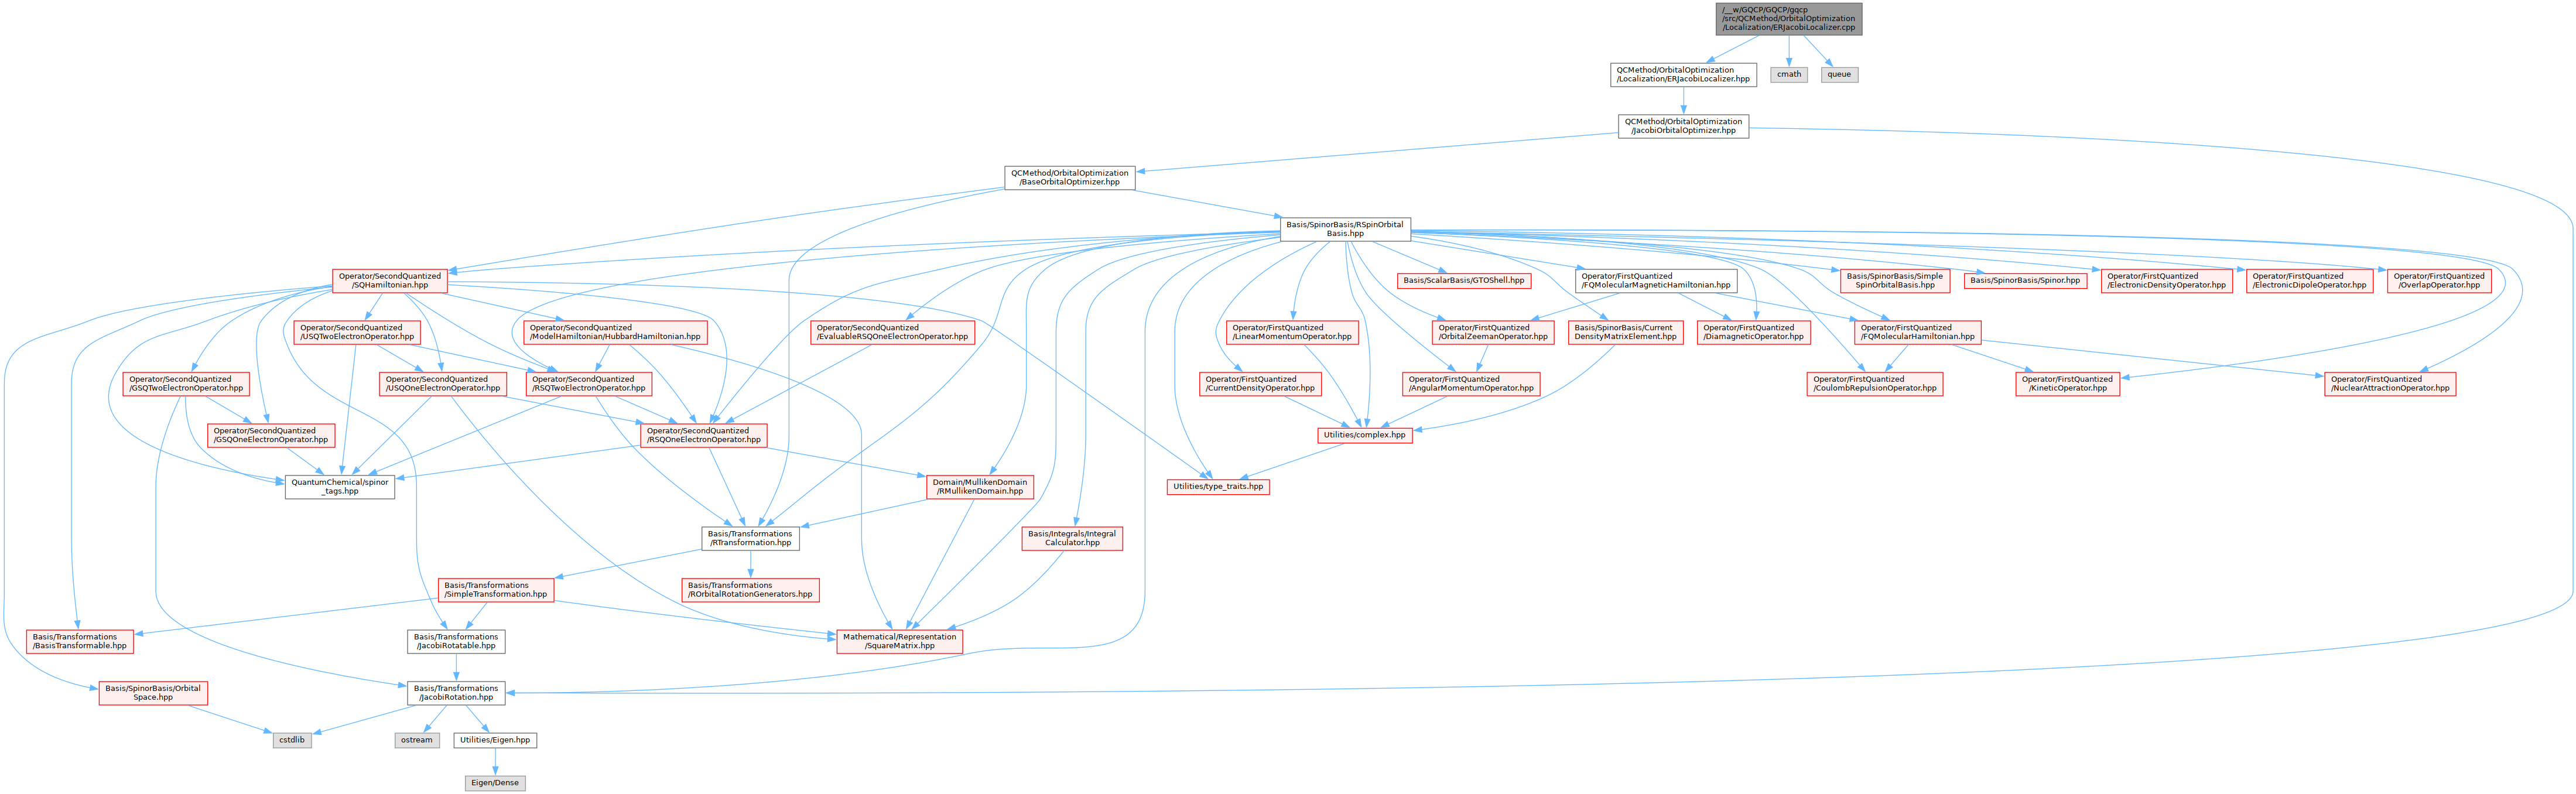 /__w/GQCP/GQCP/gqcp
/src/QCMethod/OrbitalOptimization
/Localization/ERJacobiLocalizer.cpp
QCMethod/OrbitalOptimization
/Localization/ERJacobiLocalizer.hpp
cmath
queue
QCMethod/OrbitalOptimization
/JacobiOrbitalOptimizer.hpp
QCMethod/OrbitalOptimization
/BaseOrbitalOptimizer.hpp
Basis/SpinorBasis/RSpinOrbital
Basis.hpp
Operator/SecondQuantized
/SQHamiltonian.hpp
Basis/ScalarBasis/GTOShell.hpp
Operator/FirstQuantized
/FQMolecularMagneticHamiltonian.hpp
Basis/SpinorBasis/Simple
SpinOrbitalBasis.hpp
Basis/SpinorBasis/Spinor.hpp
Operator/FirstQuantized
/ElectronicDensityOperator.hpp
Operator/FirstQuantized
/ElectronicDipoleOperator.hpp
Operator/FirstQuantized
/OverlapOperator.hpp
Operator/SecondQuantized
/USQTwoElectronOperator.hpp
Operator/SecondQuantized
/ModelHamiltonian/HubbardHamiltonian.hpp
Operator/SecondQuantized
/EvaluableRSQOneElectronOperator.hpp
Operator/FirstQuantized
/LinearMomentumOperator.hpp
Operator/FirstQuantized
/OrbitalZeemanOperator.hpp
Basis/SpinorBasis/Current
DensityMatrixElement.hpp
Operator/FirstQuantized
/DiamagneticOperator.hpp
Operator/FirstQuantized
/FQMolecularHamiltonian.hpp
Operator/SecondQuantized
/GSQTwoElectronOperator.hpp
Operator/SecondQuantized
/USQOneElectronOperator.hpp
Operator/SecondQuantized
/RSQTwoElectronOperator.hpp
Operator/FirstQuantized
/CurrentDensityOperator.hpp
Operator/FirstQuantized
/AngularMomentumOperator.hpp
Operator/FirstQuantized
/CoulombRepulsionOperator.hpp
Operator/FirstQuantized
/KineticOperator.hpp
Operator/FirstQuantized
/NuclearAttractionOperator.hpp
Operator/SecondQuantized
/GSQOneElectronOperator.hpp
Operator/SecondQuantized
/RSQOneElectronOperator.hpp
Utilities/complex.hpp
QuantumChemical/spinor
_tags.hpp
Domain/MullikenDomain
/RMullikenDomain.hpp
Utilities/type_traits.hpp
Basis/Transformations
/RTransformation.hpp
Basis/Integrals/Integral
Calculator.hpp
Basis/Transformations
/SimpleTransformation.hpp
Basis/Transformations
/ROrbitalRotationGenerators.hpp
Basis/Transformations
/BasisTransformable.hpp
Basis/Transformations
/JacobiRotatable.hpp
Mathematical/Representation
/SquareMatrix.hpp
Basis/SpinorBasis/Orbital
Space.hpp
Basis/Transformations
/JacobiRotation.hpp
cstdlib
ostream
Utilities/Eigen.hpp
Eigen/Dense